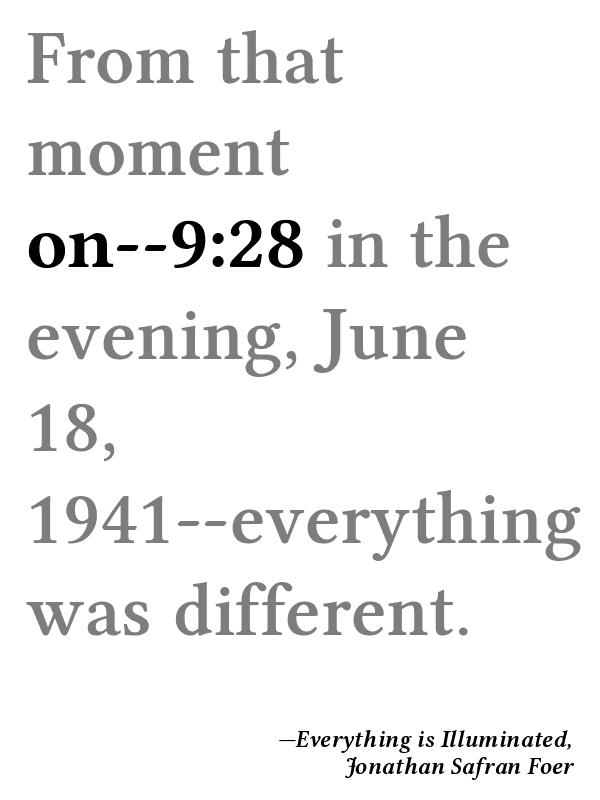 From that
moment
on--9:28 in the
evening, June
18,
1941--everything
was different.
—Everything is Illuminated,
Jonathan Safran Foer